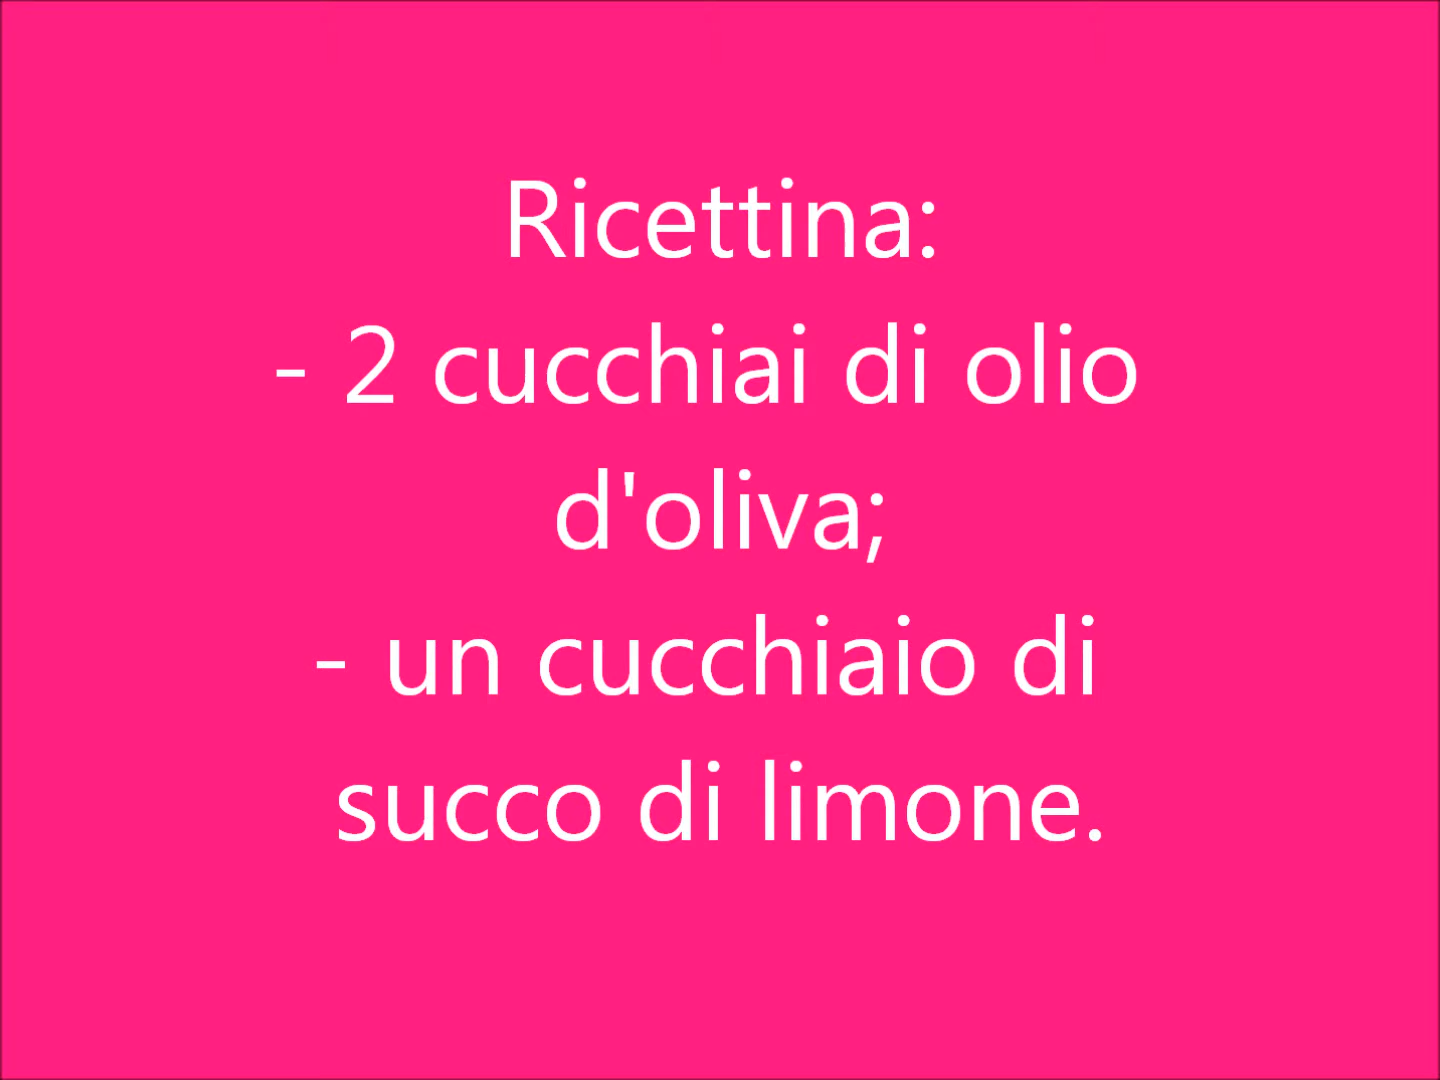 Ricettina:
- 2 cucchiai di olio
d'oliva;
- un cucchiaio di
succo di limone.